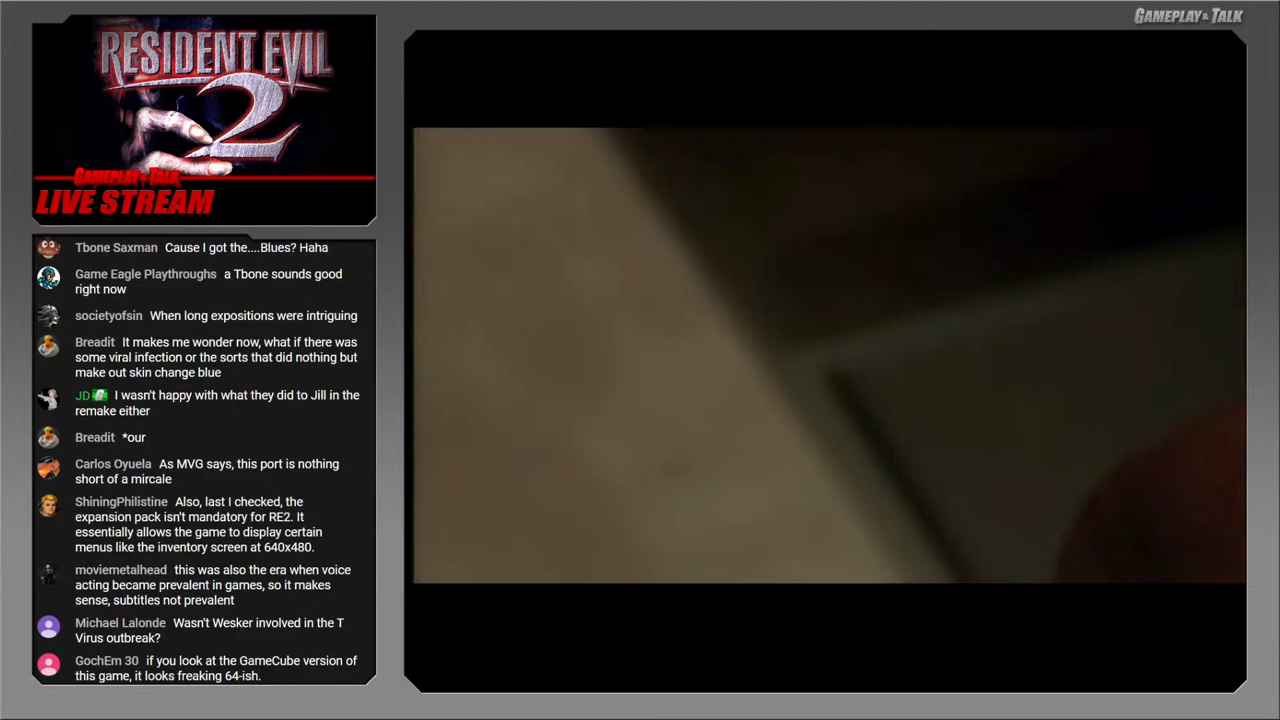 GAMEPLAY & TALK
RESIDENT EVIL
2
GAMEPLAY & TALK
LIVE STREAM
Tbone Saxman Cause I got the....Blues? Haha
Game Eagle Playthroughs a Tbone sounds good
right now
societyofsin When long expositions were intriguing
Breadit It makes me wonder now, what if there was
some viral infection or the sorts that did nothing but
make out skin change blue
JD I wasn't happy with what they did to Jill in the
remake either
Breadit *our
Carlos Oyuela As MVG says, this port is nothing
short of a mircale
ShiningPhilistine Also, last I checked, the
expansion pack isn't mandatory for RE2. It
essentially allows the game to display certain
menus like the inventory screen at 640x480.
moviemetalhead this was also the era when voice
acting became prevalent in games, so it makes
sense, subtitles not prevalent
Michael Lalonde Wasn't Wesker involved in the T
Virus outbreak?
GochEm 30 if you look at the GameCube version of
this game, it looks freaking 64-ish.